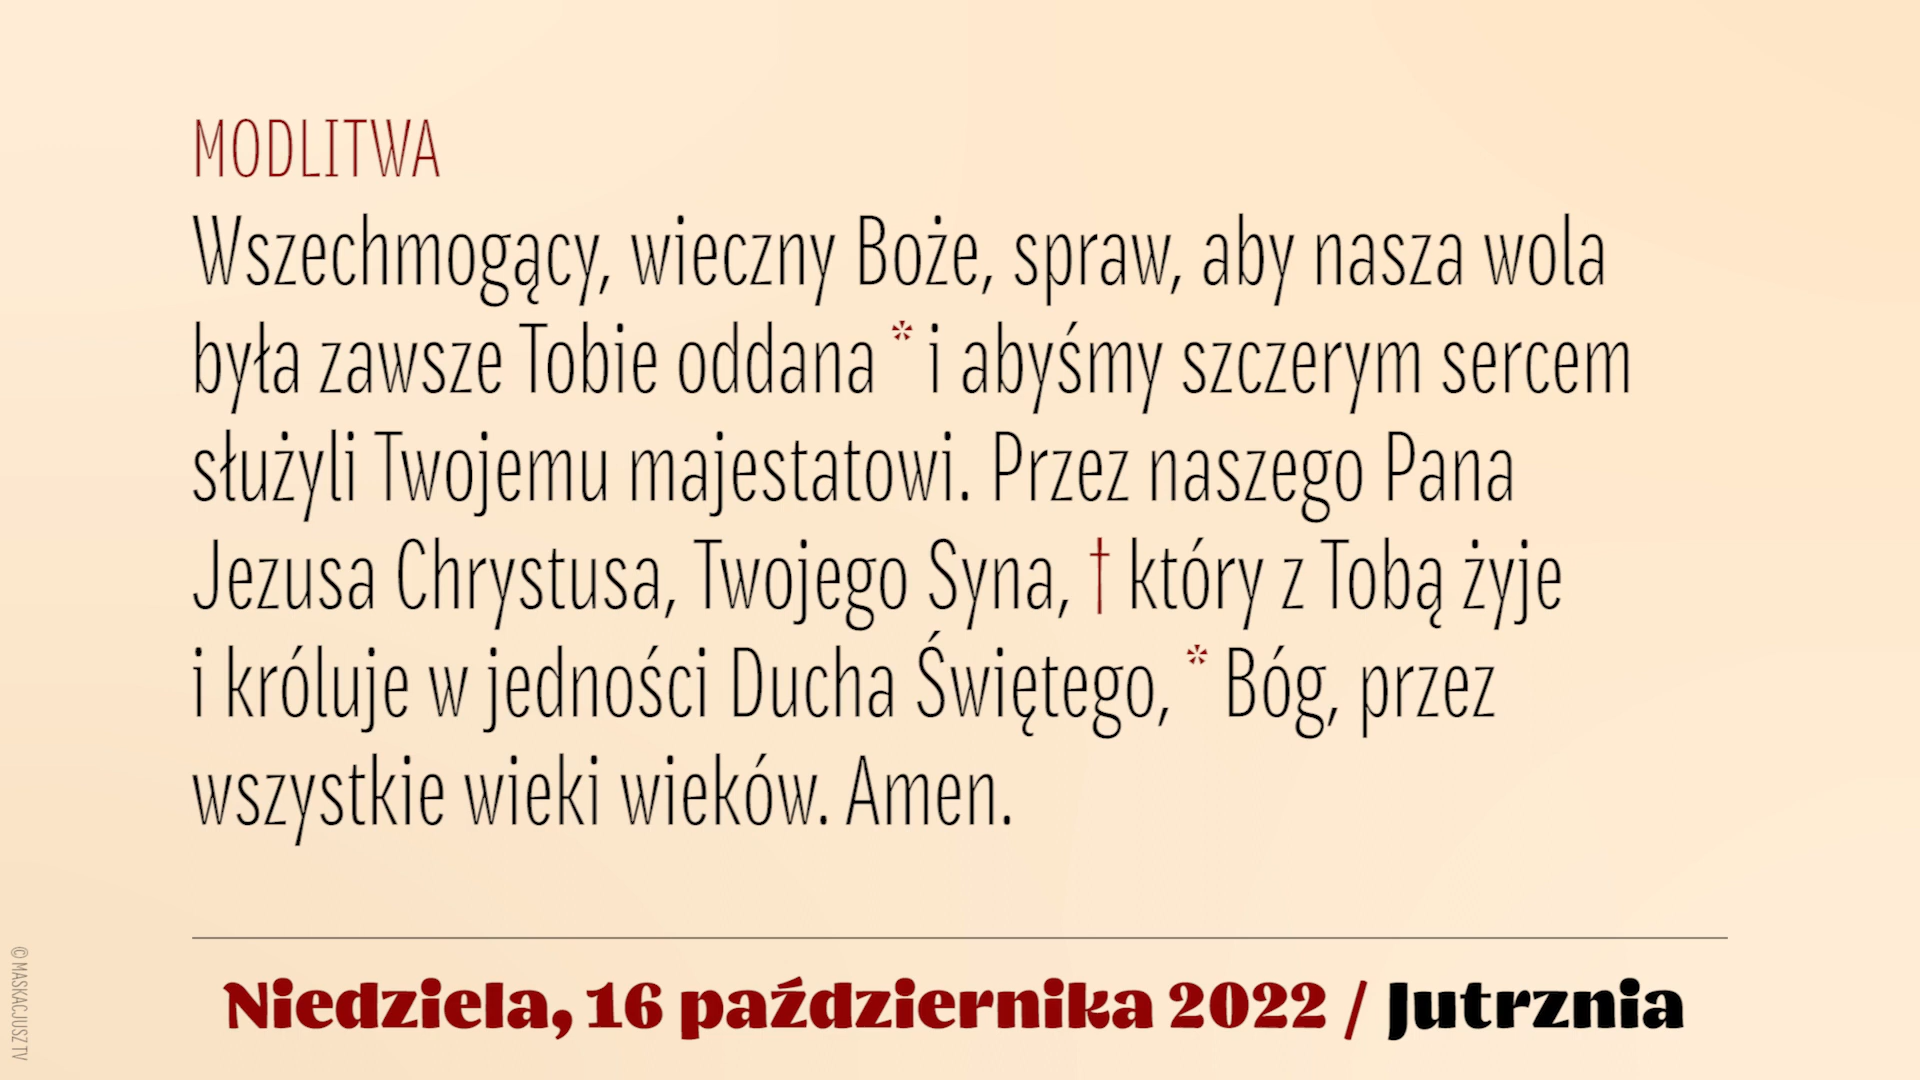 MODLITWA
Wszechmogący, wieczny Boże, spraw, aby nasza wola
była zawsze Tobie oddana * i abyśmy szczerym sercem
służyli Twojemu majestatowi. Przez naszego Pana
Jezusa Chrystusa, Twojego Syna, † który z Tobą żyje
i króluje w jedności Ducha Świętego, * Bóg, przez
wszystkie wieki wieków. Amen.
Niedziela, 16 października 2022 / Jutrznia
© MASKACJUSZ TV